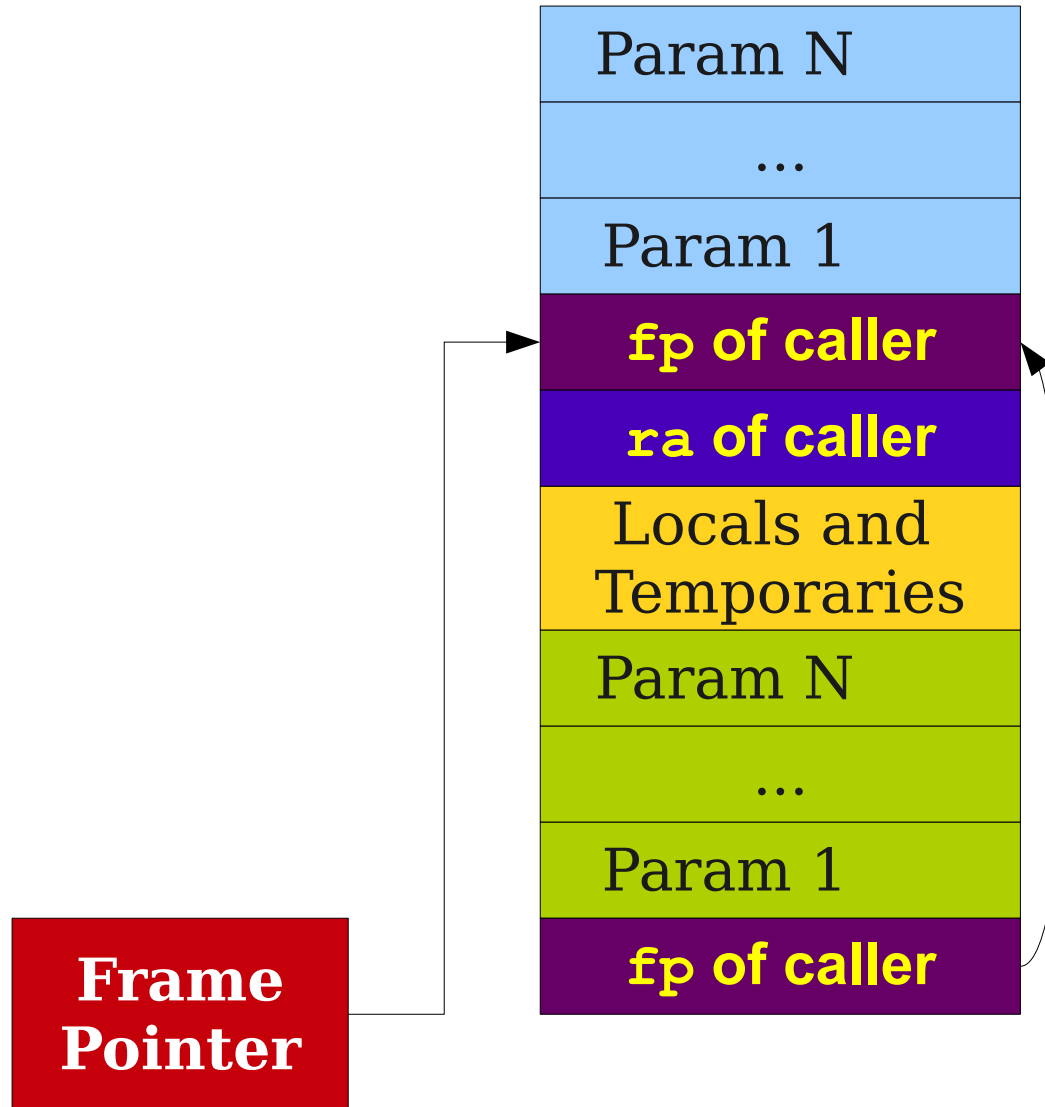 Param N
...
Param 1
fp of caller
ra of caller
Locals and
Temporaries
Param N
...
Param 1
fp of caller
Frame
Pointer